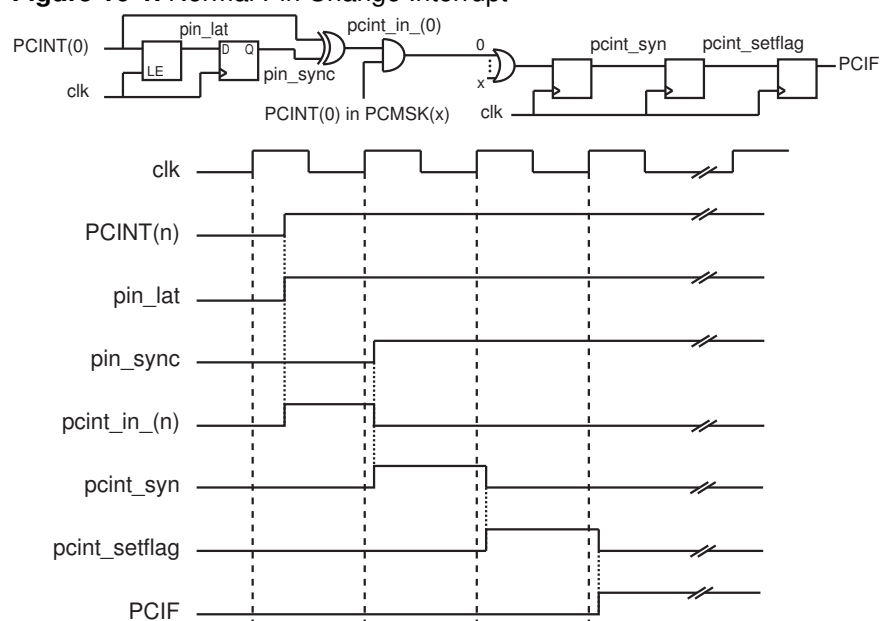 Figure 10-1. Normal Pin Change Interrupt
pcint_in_(0)
PCINT(0)
pin_lat
D Q
LE
pin_sync
clk
PCINT(0) in PCMSK(x)
0
x
clk
pcint_syn
pcint_setflag
PCIF
clk
PCINT(n)
pin_lat
pin_sync
pcint_in_(n)
pcint_syn
pcint_setflag
PCIF